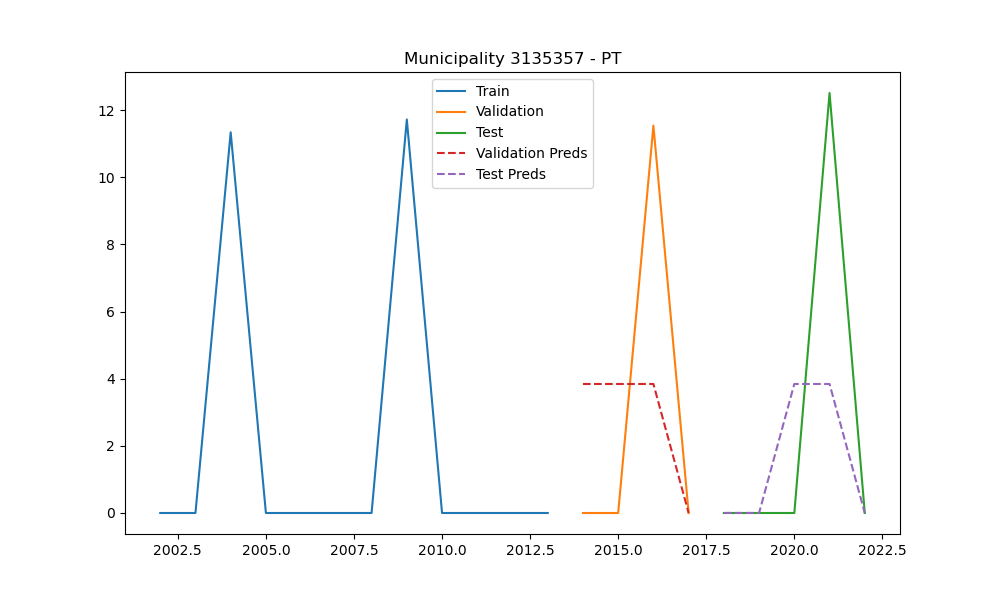 Municipality 3135357 - PT
Train
Validation
Test
Validation Preds
Test Preds
12
10
8
6
4
2
0
2002.5 2005.0 2007.5 2010.0 2012.5 2015.0 2017.5 2020.0 2022.5